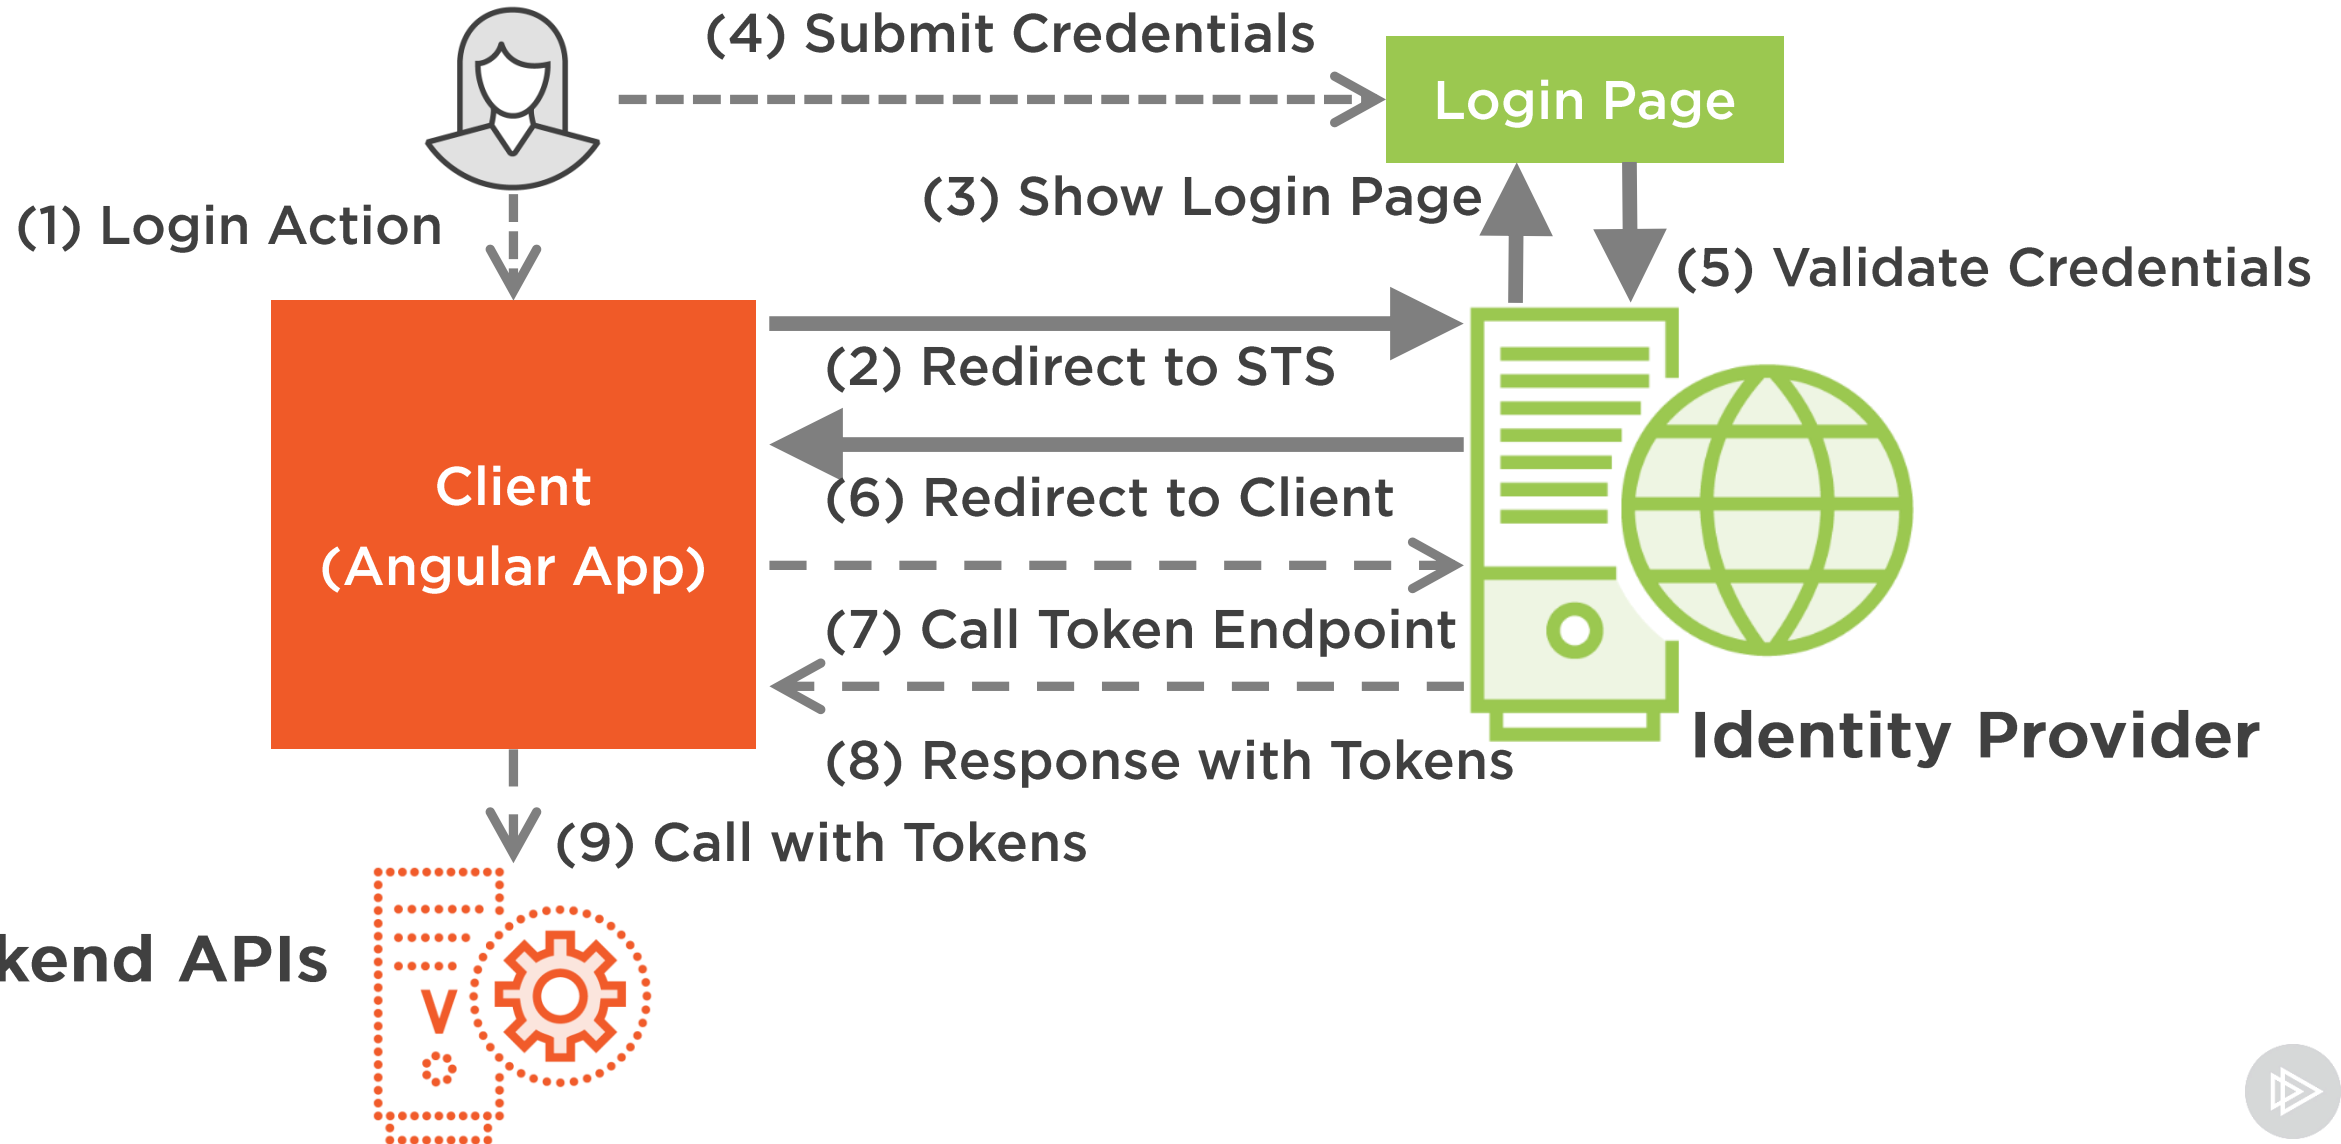 (4) Submit Credentials
Login Page
(3) Show Login Page
(1) Login Action
(5) Validate Credentials
(2) Redirect to STS
Client
(Angular App)
(6) Redirect to Client
(7) Call Token Endpoint
Identity Provider
(8) Response with Tokens
(9) Call with Tokens
kend APIs